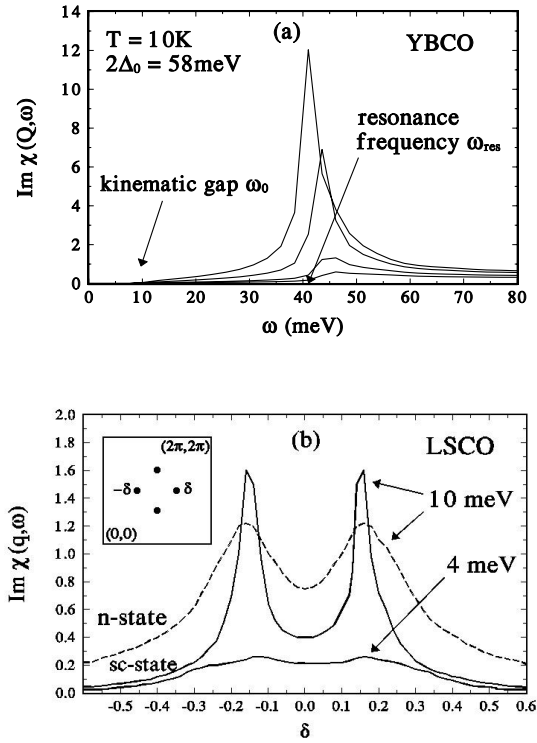 (a)
YBCO
T = 10K
2Δ₀ = 58meV
resonance
frequency ω_res
kinematic gap ω₀
Im χ (Q,ω)
14
12
10
8
6
4
2
0
0 10 20 30 40 50 60 70 80
ω (meV)
(b)
LSCO
(2π,2π)
−δ δ
(0,0)
10 meV
4 meV
n-state
sc-state
Im χ(q,ω)
2.0
1.8
1.6
1.4
1.2
1.0
0.8
0.6
0.4
0.2
0.0
-0.5 -0.4 -0.3 -0.2 -0.1 0.0 0.1 0.2 0.3 0.4 0.5 0.6
δ